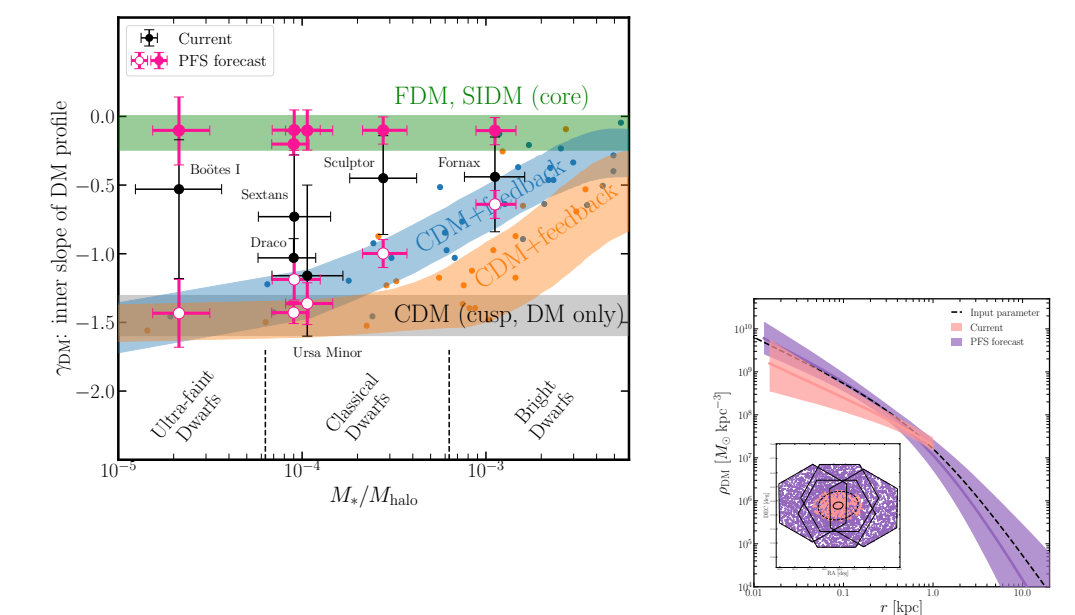 Current
PFS forecast
FDM, SIDM (core)
Boötes I
Sculptor
Fornax
Sextans
Draco
Ursa Minor
CDM+feedback
CDM+feedback
CDM (cusp, DM only)
Ultra-faint
Dwarfs
Classical
Dwarfs
Bright
Dwarfs
0.0
−0.5
−1.0
−1.5
−2.0
γDM: inner slope of DM profile
10⁻⁵
10⁻⁴
10⁻³
M*/Mhalo
Input parameter
Current
PFS forecast
10¹⁰
10⁹
10⁸
10⁷
10⁶
10⁵
10⁴
ρDM [M⊙ kpc⁻³]
DEC [deg]
RA [deg]
0.01
0.1
1.0
10.0
r [kpc]